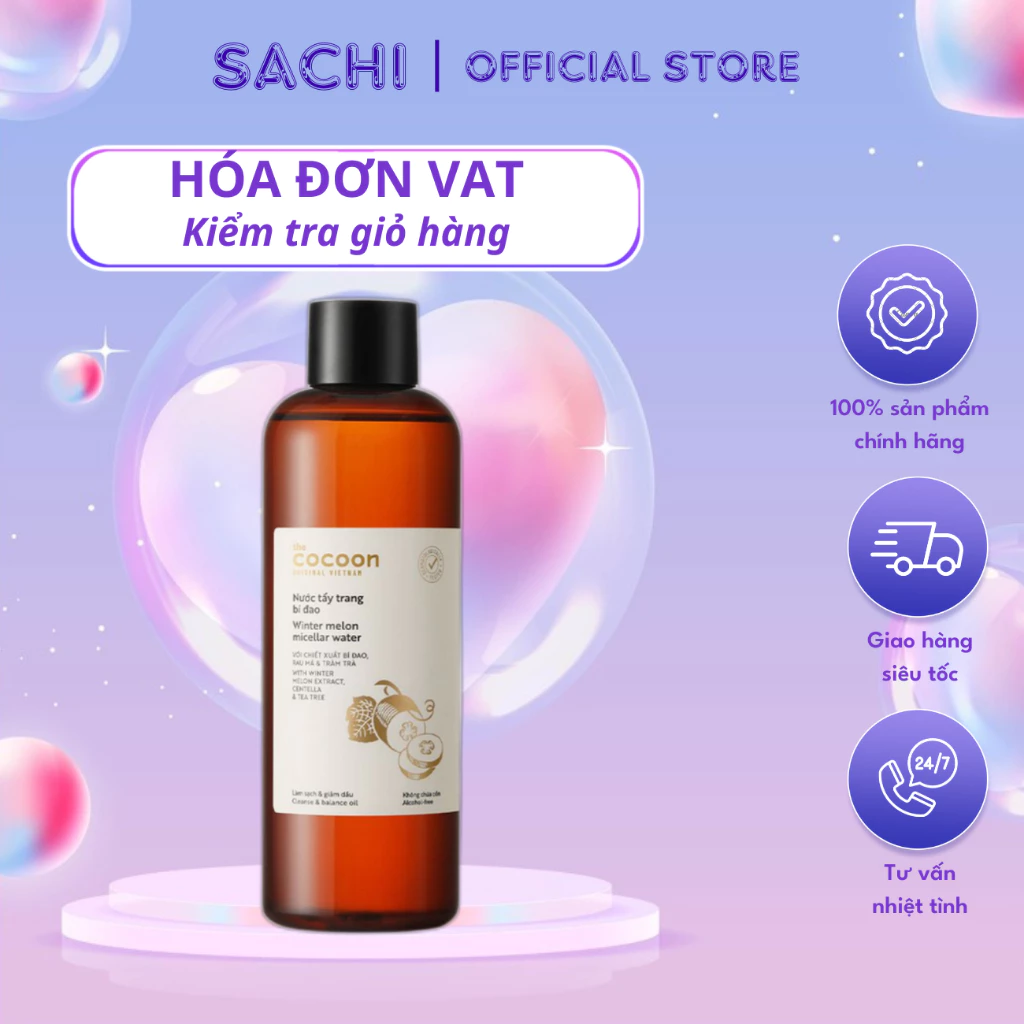 SACHI | OFFICIAL STORE
HÓA ĐƠN VAT
Kiểm tra giỏ hàng
100% sản phẩm
chính hãng
Giao hàng
siêu tốc
24/7
Tư vấn
nhiệt tình
the
cocoon
ORIGINAL VIETNAM
Nước tẩy trang
bí đao
Winter melon
micellar water
VỚI CHIẾT XUẤT BÍ ĐAO,
RAU MÁ & TRÀM TRÀ
WITH WINTER
MELON EXTRACT,
CENTELLA
& TEA TREE
Làm sạch & giảm dầu
Cleanse & balance oil
Không chứa cồn
Alcohol-free